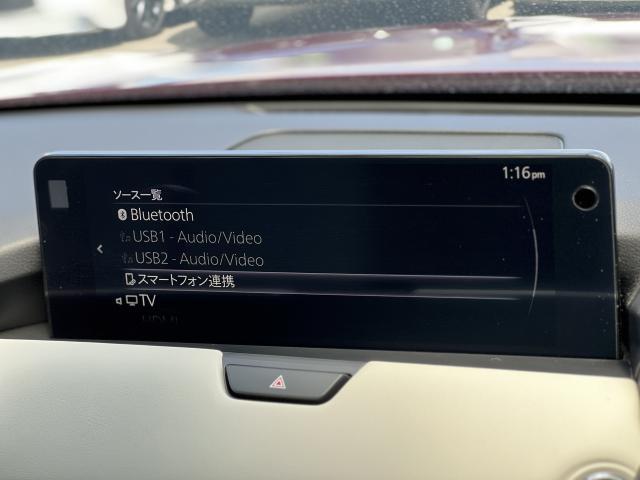 1:16pm
ソース一覧
Bluetooth
USB1 - Audio/Video
USB2 - Audio/Video
スマートフォン連携
TV
HDMI